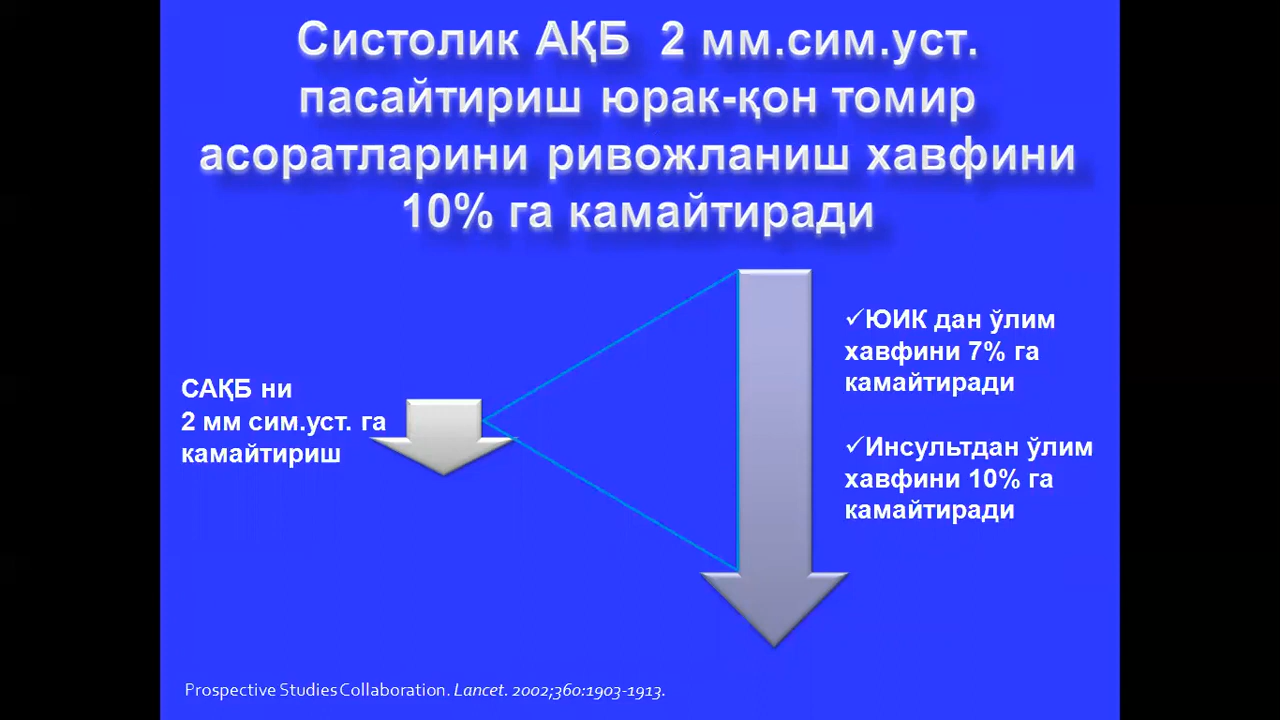 Систолик АҚБ 2 мм.сим.уст.
пасайтириш юрак-қон томир
асоратларини ривожланиш хавфини
10% га камайтиради
САҚБ ни
2 мм сим.уст. га
камайтириш
✓ЮИК дан ўлим
хавфини 7% га
камайтиради
✓Инсультдан ўлим
хавфини 10% га
камайтиради
Prospective Studies Collaboration. Lancet. 2002;360:1903-1913.